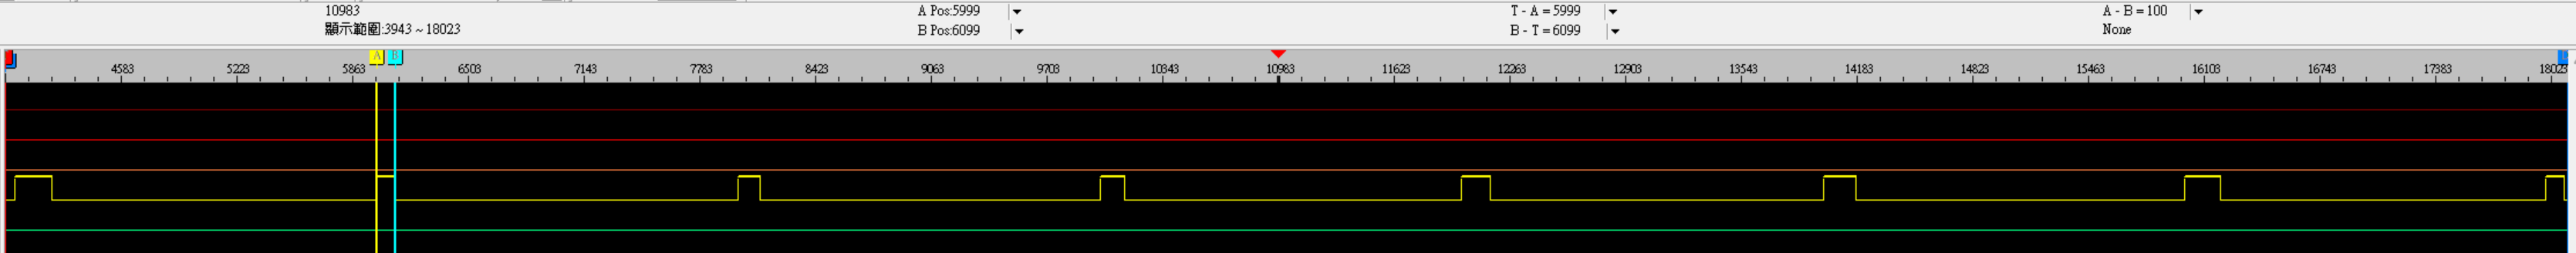 10983 A Pos:5999 T - A = 5999 A - B = 100
顯示範圍:3943 ~ 18023 B Pos:6099 B - T = 6099 None
A B
4583 5223 5863 6503 7143 7783 8423 9063 9703 10343 10983 11623 12263 12903 13543 14183 14823 15463 16103 16743 17383 18023